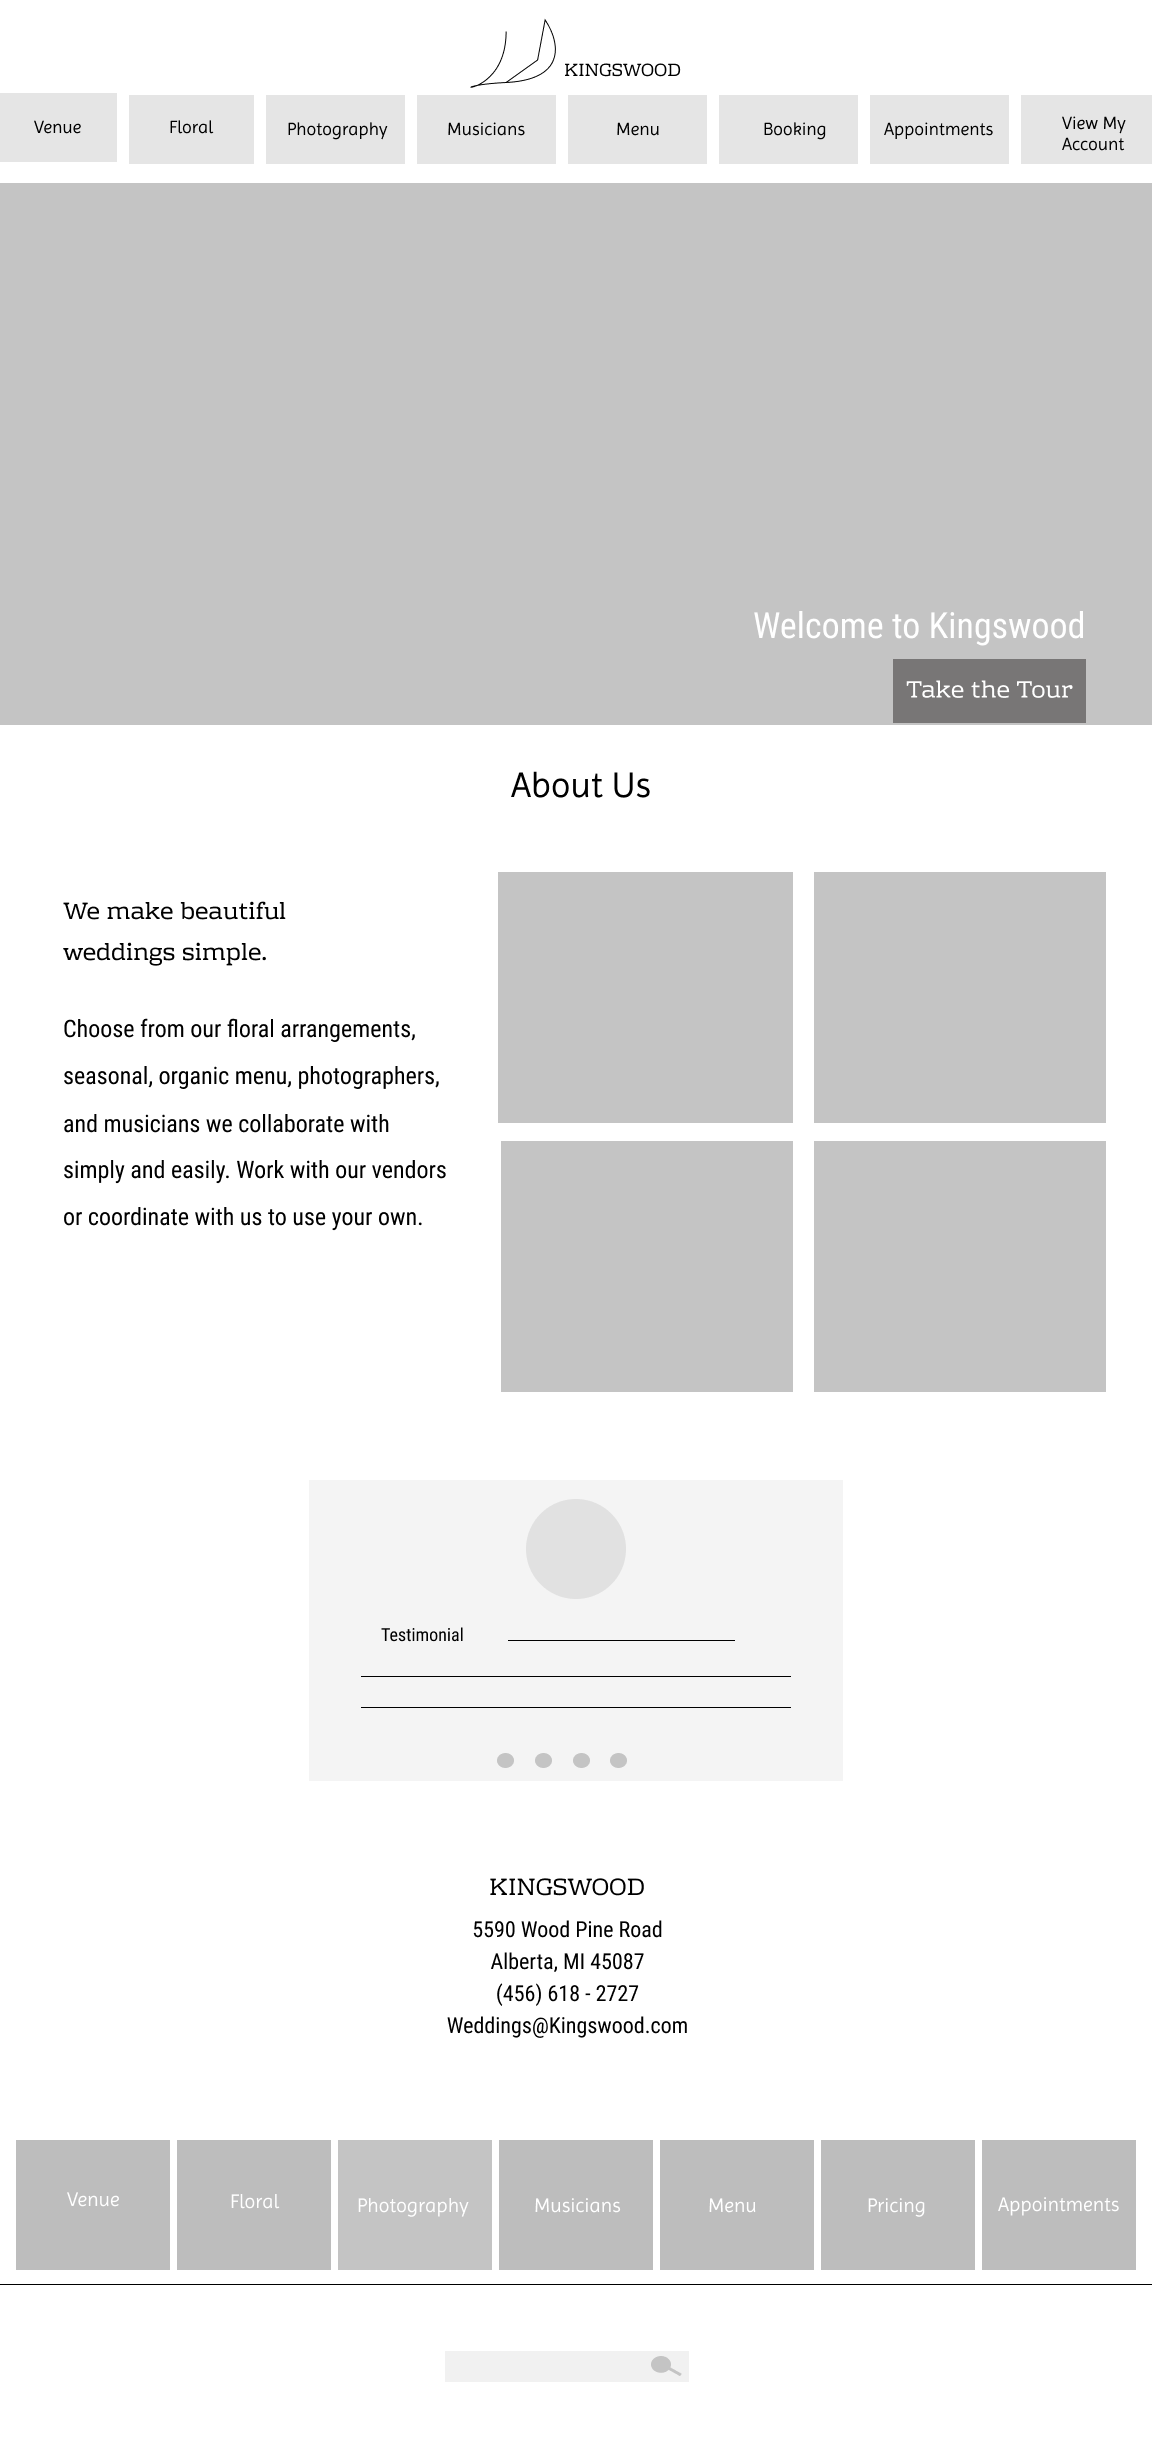 KINGSWOOD
Venue
Floral
Photography
Musicians
Menu
Booking
Appointments
View My
Account
Welcome to Kingswood
Take the Tour
About Us
We make beautiful
weddings simple.
Choose from our floral arrangements,
seasonal, organic menu, photographers,
and musicians we collaborate with
simply and easily. Work with our vendors
or coordinate with us to use your own.
Testimonial
KINGSWOOD
5590 Wood Pine Road
Alberta, MI 45087
(456) 618 - 2727
Weddings@Kingswood.com
Venue
Floral
Photography
Musicians
Menu
Pricing
Appointments